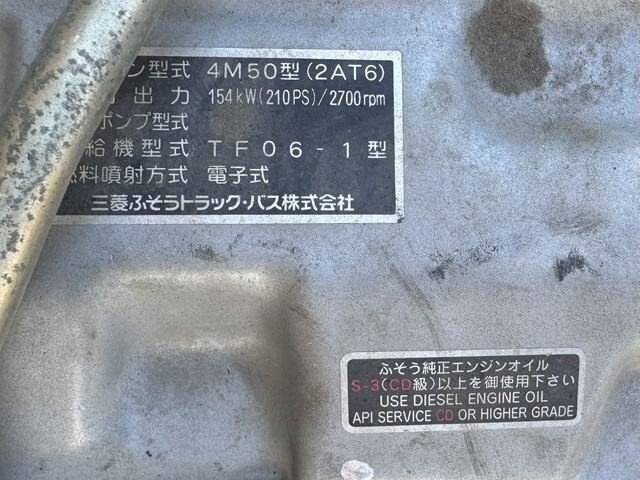 ン型式 4M50型(2AT6)
出力 154kW(210PS)/2700rpm
ポンプ型式
給機型式 TF06-1型
料噴射方式 電子式
三菱ふそうトラック・バス株式会社
ふそう純正エンジンオイル
S-3(CD級)以上を御使用下さい
USE DIESEL ENGINE OIL
API SERVICE CD OR HIGHER GRADE